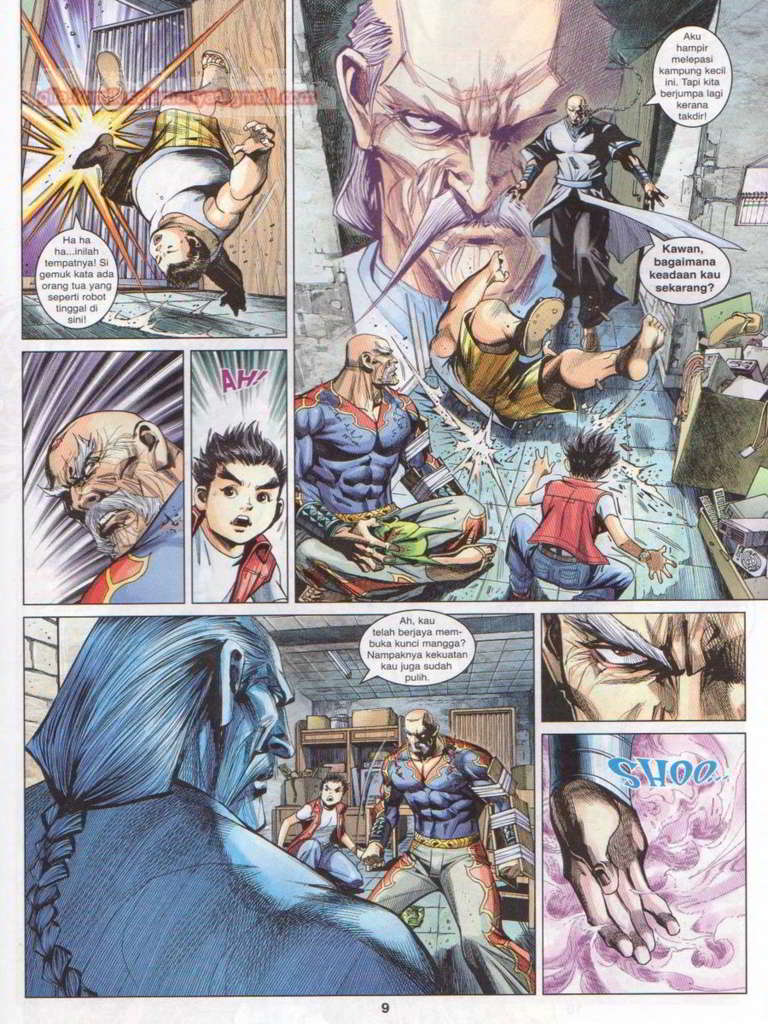 Ha ha
ha...inilah
tempatnya! Si
gemuk kata ada
orang tua yang
seperti robot
tinggal di
sini!
Aku
hampir
melepasi
kampung kecil
ini. Tapi kita
berjumpa lagi
kerana
takdir!
Kawan,
bagaimana
keadaan kau
sekarang?
AH!
Ah, kau
telah berjaya mem-
buka kunci mangga?
Nampaknya kekuatan
kau juga sudah
pulih.
SHOO...
9